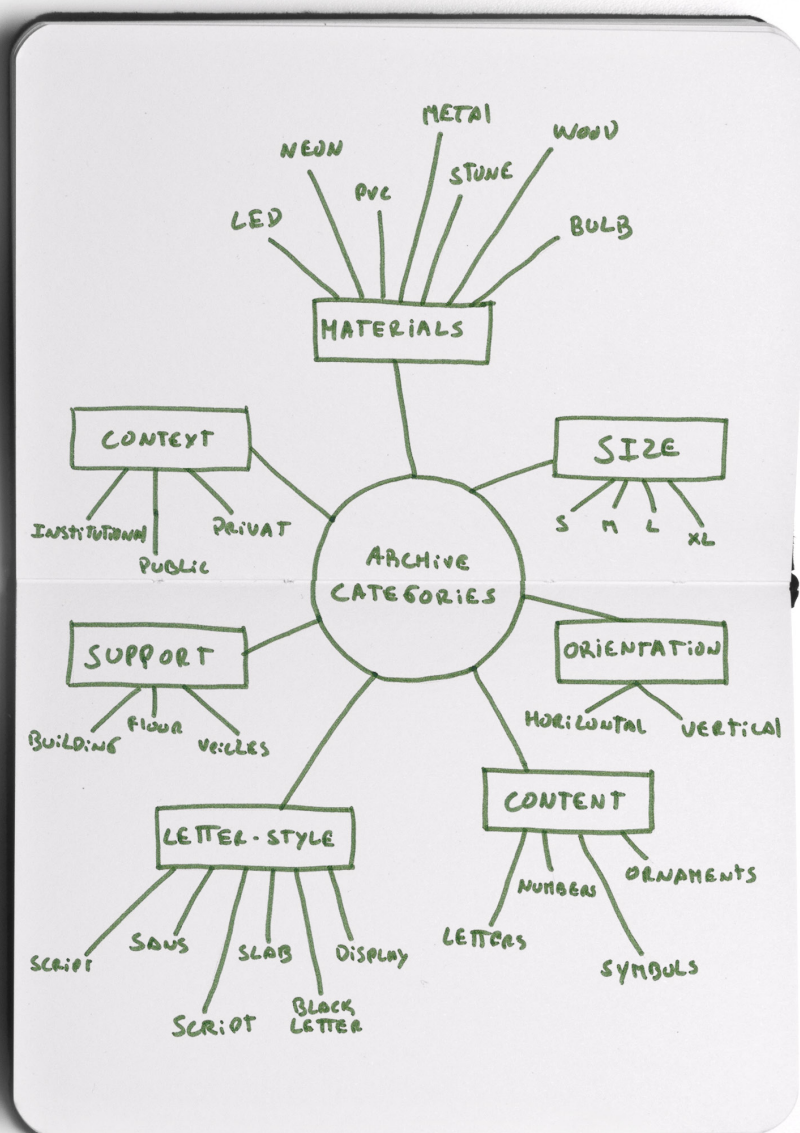 METAl
WOOD
NEON
STONE
PVC
LED
BULB
MATERiALS
CONTEXT
SIZE
INSTiTUTIONAl
PRiVAT
PUBLiC
S
M
L
XL
ARCHiVE
CATEGORiES
SUPPORT
ORiENTATiON
BUiLDiNG
FlOOR
VEiCLES
HORiZONTAL
VERTiCAl
CONTENT
LETTER-STYLE
NUMBERS
ORNAMENTS
LETTERS
SYMBOLS
SCRiPT
SANS
SLAB
DiSPLAY
SCRiPT
BLACK
LETTER